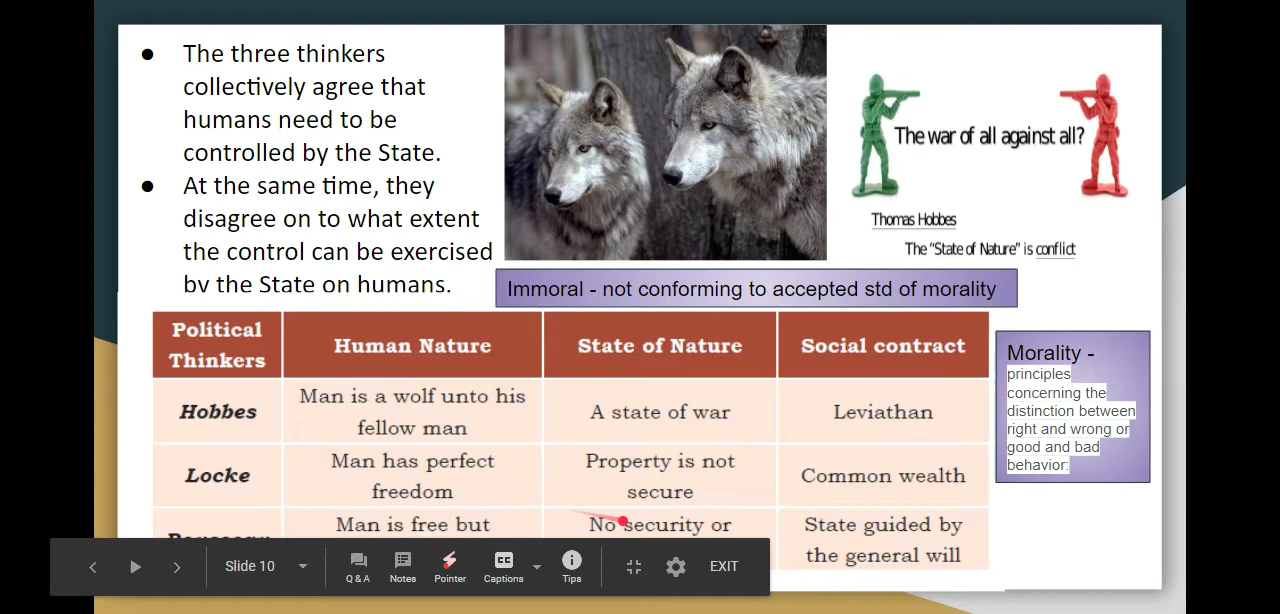 ● The three thinkers
collectively agree that
humans need to be
controlled by the State.
● At the same time, they
disagree on to what extent
the control can be exercised
by the State on humans.
The war of all against all?
Thomas Hobbes
The "State of Nature" is conflict
Immoral - not conforming to accepted std of morality
Political
Thinkers
Human Nature
State of Nature
Social contract
Hobbes
Man is a wolf unto his
fellow man
A state of war
Leviathan
Locke
Man has perfect
freedom
Property is not
secure
Common wealth
Man is free but
No security or
State guided by
the general will
Morality -
principles
concerning the
distinction between
right and wrong or
good and bad
behavior:
Slide 10
Q & A
Notes
Pointer
CC
Captions
Tips
EXIT